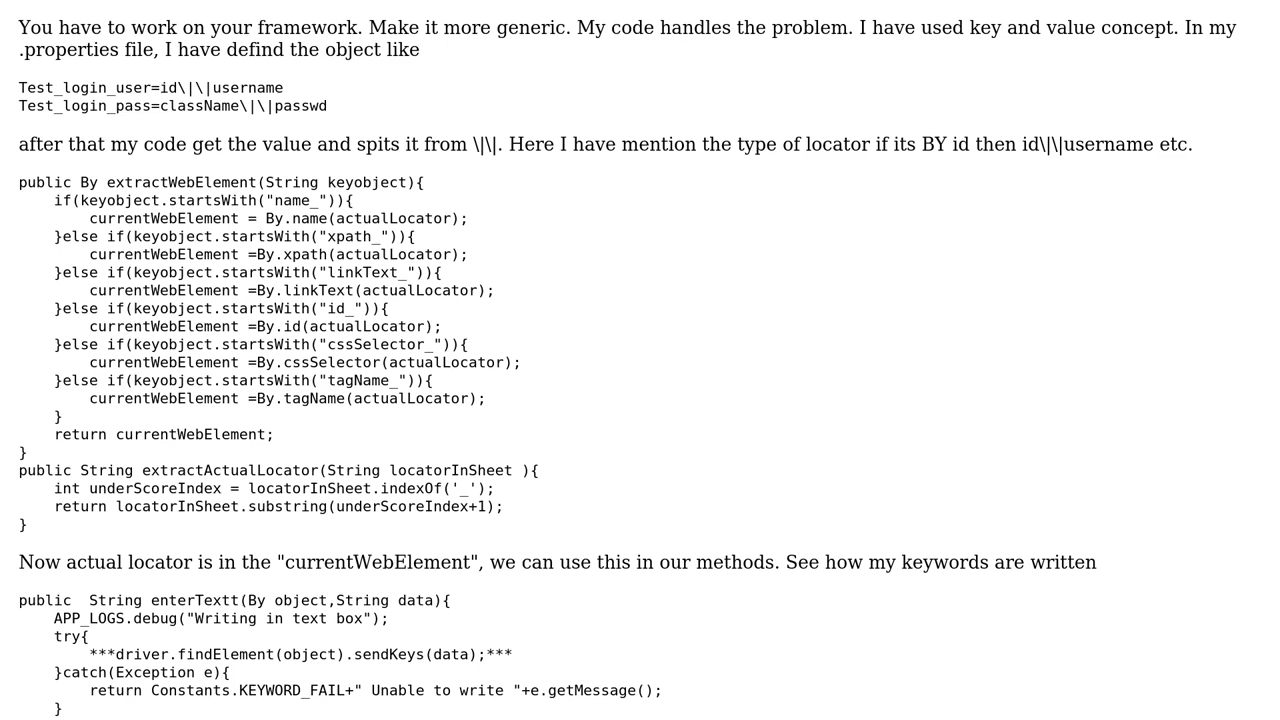 You have to work on your framework. Make it more generic. My code handles the problem. I have used key and value concept. In my
.properties file, I have defind the object like
Test_login_user=id\|\|username
Test_login_pass=className\|\|passwd
after that my code get the value and spits it from \|\|. Here I have mention the type of locator if its BY id then id\|\|username etc.
public By extractWebElement(String keyobject){
    if(keyobject.startsWith("name_")){
        currentWebElement = By.name(actualLocator);
    }else if(keyobject.startsWith("xpath_")){
        currentWebElement =By.xpath(actualLocator);
    }else if(keyobject.startsWith("linkText_")){
        currentWebElement =By.linkText(actualLocator);
    }else if(keyobject.startsWith("id_")){
        currentWebElement =By.id(actualLocator);
    }else if(keyobject.startsWith("cssSelector_")){
        currentWebElement =By.cssSelector(actualLocator);
    }else if(keyobject.startsWith("tagName_")){
        currentWebElement =By.tagName(actualLocator);
    }
    return currentWebElement;
}
public String extractActualLocator(String locatorInSheet ){
    int underScoreIndex = locatorInSheet.indexOf('_');
    return locatorInSheet.substring(underScoreIndex+1);
}
Now actual locator is in the "currentWebElement", we can use this in our methods. See how my keywords are written
public  String enterTextt(By object,String data){
    APP_LOGS.debug("Writing in text box");
    try{
        ***driver.findElement(object).sendKeys(data);***
    }catch(Exception e){
        return Constants.KEYWORD_FAIL+" Unable to write "+e.getMessage();
    }